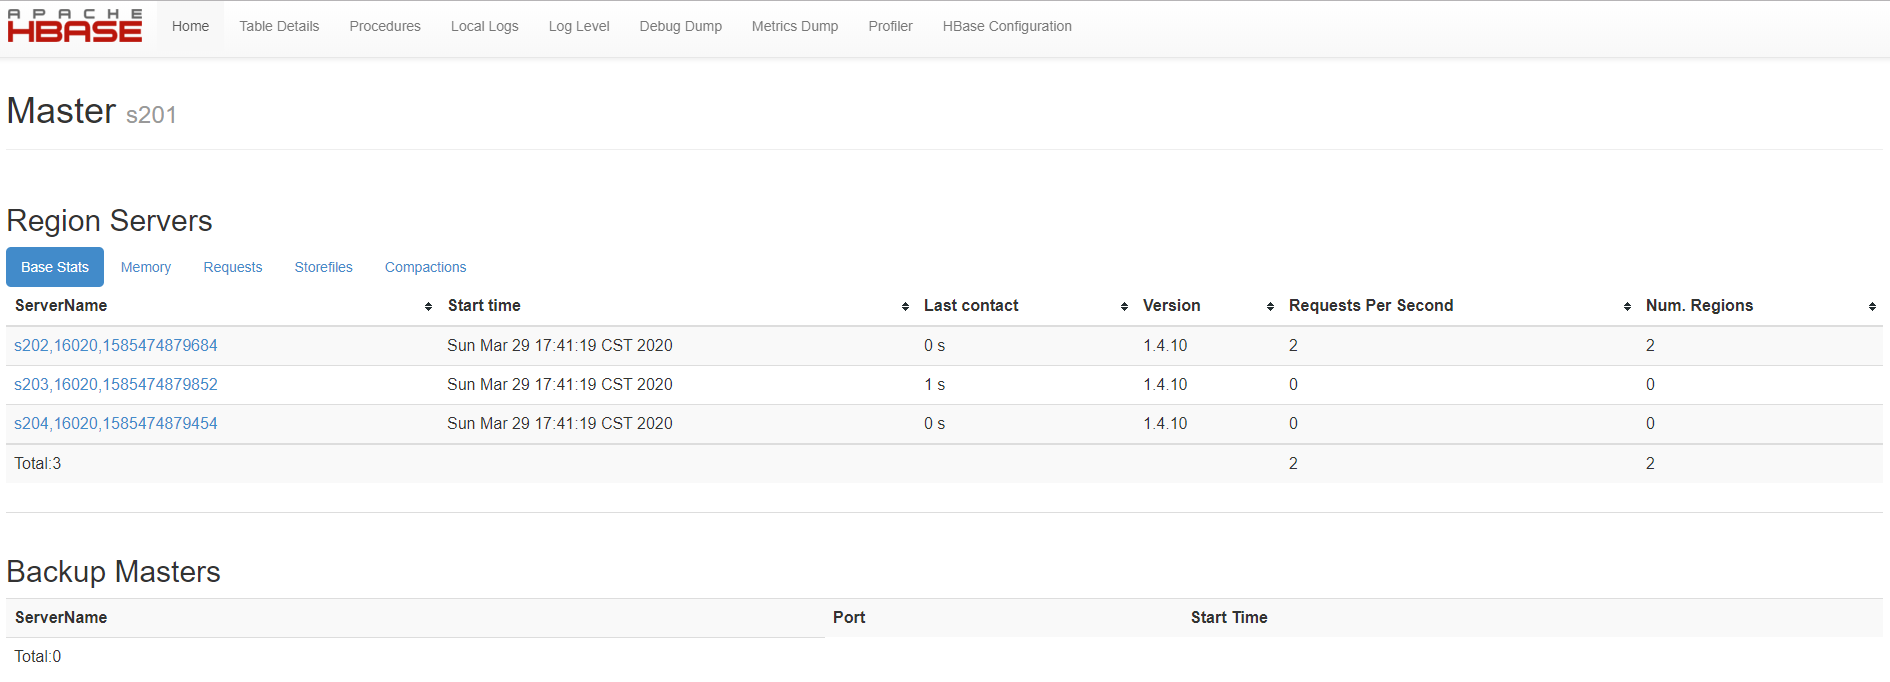 APACHE
HBASE Home Table Details Procedures Local Logs Log Level Debug Dump Metrics Dump Profiler HBase Configuration
Master s201
Region Servers
Base Stats Memory Requests Storefiles Compactions
ServerName Start time Last contact Version Requests Per Second Num. Regions
s202,16020,1585474879684 Sun Mar 29 17:41:19 CST 2020 0 s 1.4.10 2 2
s203,16020,1585474879852 Sun Mar 29 17:41:19 CST 2020 1 s 1.4.10 0 0
s204,16020,1585474879454 Sun Mar 29 17:41:19 CST 2020 0 s 1.4.10 0 0
Total:3 2 2
Backup Masters
ServerName Port Start Time
Total:0